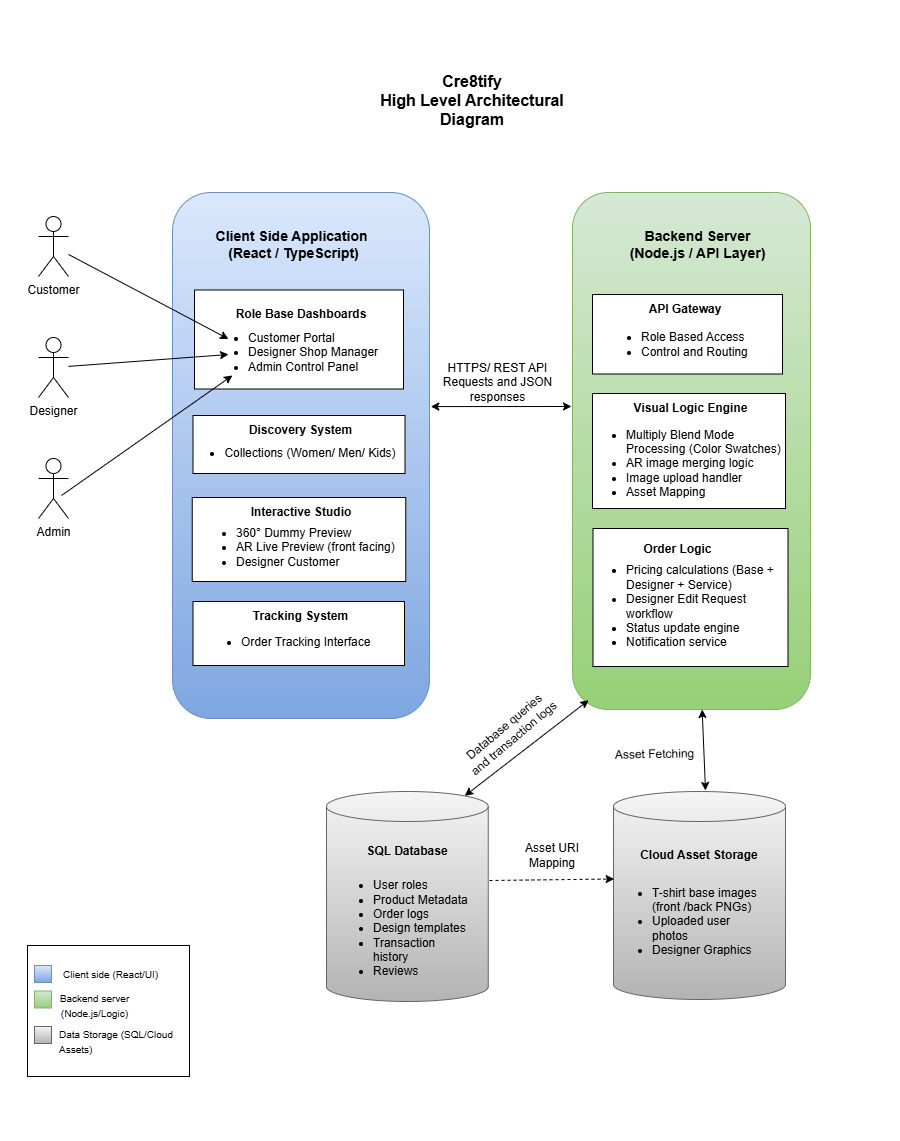 Cre8tify
High Level Architectural
Diagram
Customer
Designer
Admin
Client Side Application
(React / TypeScript)
Role Base Dashboards
• Customer Portal
• Designer Shop Manager
• Admin Control Panel
Discovery System
• Collections (Women/ Men/ Kids)
Interactive Studio
• 360° Dummy Preview
• AR Live Preview (front facing)
• Designer Customer
Tracking System
• Order Tracking Interface
HTTPS/ REST API
Requests and JSON
responses
Backend Server
(Node.js / API Layer)
API Gateway
• Role Based Access
• Control and Routing
Visual Logic Engine
• Multiply Blend Mode
Processing (Color Swatches)
• AR image merging logic
• Image upload handler
• Asset Mapping
Order Logic
• Pricing calculations (Base +
Designer + Service)
• Designer Edit Request
workflow
• Status update engine
• Notification service
Database queries
and transaction logs
Asset Fetching
SQL Database
• User roles
• Product Metadata
• Order logs
• Design templates
• Transaction
history
• Reviews
Asset URI
Mapping
Cloud Asset Storage
• T-shirt base images
(front /back PNGs)
• Uploaded user
photos
• Designer Graphics
Client side (React/UI)
Backend server
(Node.js/Logic)
Data Storage (SQL/Cloud
Assets)